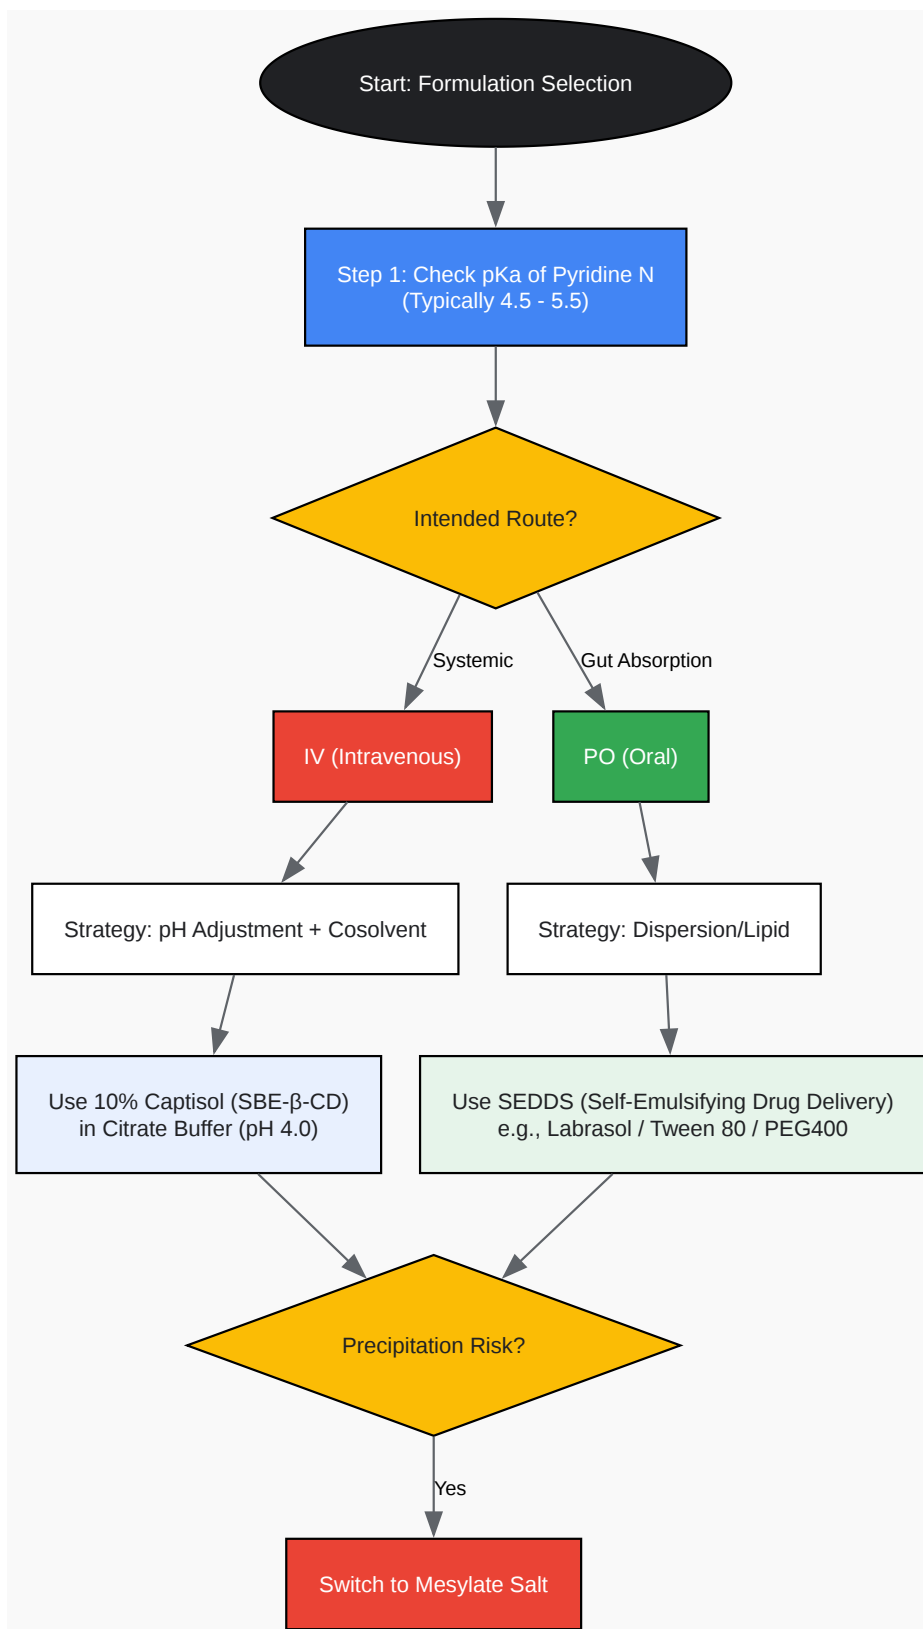 Start: Formulation Selection
Step 1: Check pKa of Pyridine N
(Typically 4.5 - 5.5)
Intended Route?
Systemic
Gut Absorption
IV (Intravenous)
PO (Oral)
Strategy: pH Adjustment + Cosolvent
Strategy: Dispersion/Lipid
Use 10% Captisol (SBE-β-CD)
in Citrate Buffer (pH 4.0)
Use SEDDS (Self-Emulsifying Drug Delivery)
e.g., Labrasol / Tween 80 / PEG400
Precipitation Risk?
Yes
Switch to Mesylate Salt